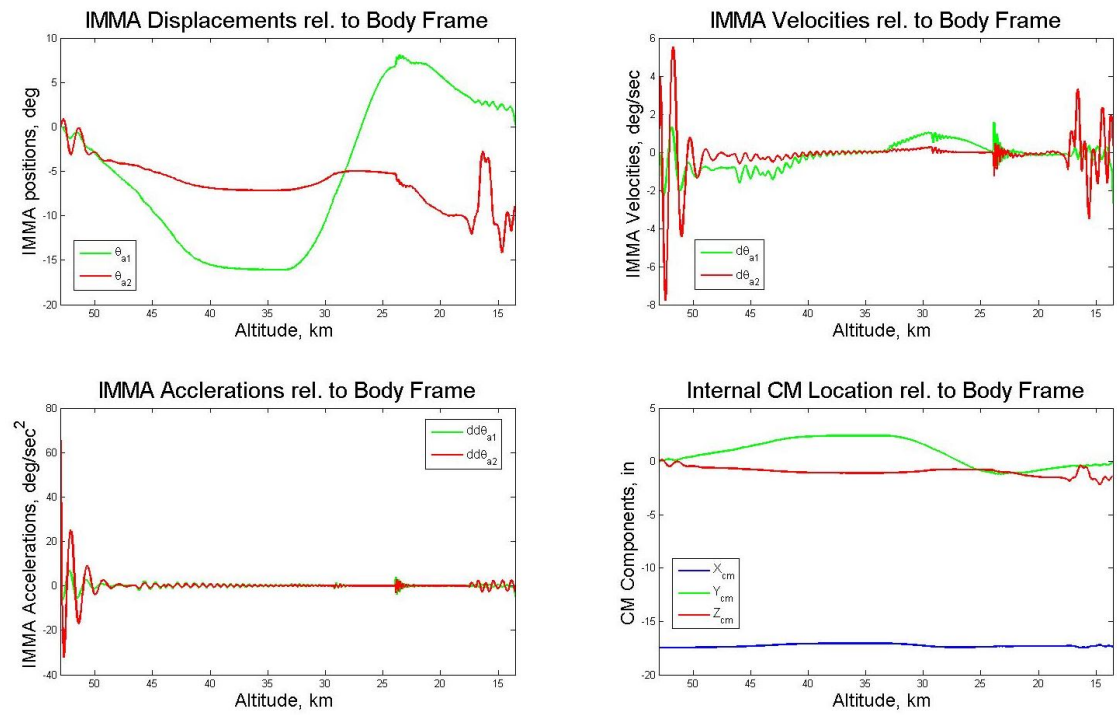 IMMA Displacements rel. to Body Frame
IMMA positions, deg
10
5
0
-5
-10
-15
-20
θa1
θa2
50 45 40 35 30 25 20 15
Altitude, km
IMMA Velocities rel. to Body Frame
IMMA Velocities, deg/sec
6
4
2
0
-2
-4
-6
-8
dθa1
dθa2
50 45 40 35 30 25 20 15
Altitude, km
IMMA Acclerations rel. to Body Frame
IMMA Accelerations, deg/sec²
80
60
40
20
0
-20
-40
ddθa1
ddθa2
50 45 40 35 30 25 20 15
Altitude, km
Internal CM Location rel. to Body Frame
CM Components, in
5
0
-5
-10
-15
-20
Xcm
Ycm
Zcm
50 45 40 35 30 25 20 15
Altitude, km